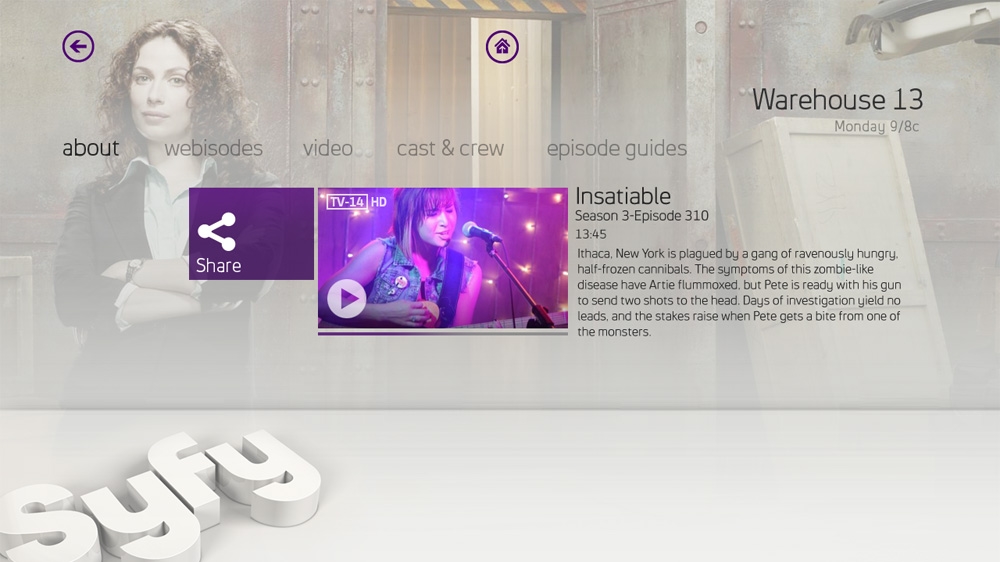 Warehouse 13
Monday 9/8c
about webisodes video cast & crew episode guides
TV-14 HD
Share
Insatiable
Season 3-Episode 310
13:45
Ithaca, New York is plagued by a gang of ravenously hungry,
half-frozen cannibals. The symptoms of this zombie-like
disease have Artie flummoxed, but Pete is ready with his gun
to send two shots to the head. Days of investigation yield no
leads, and the stakes raise when Pete gets a bite from one of
the monsters.
Syfy